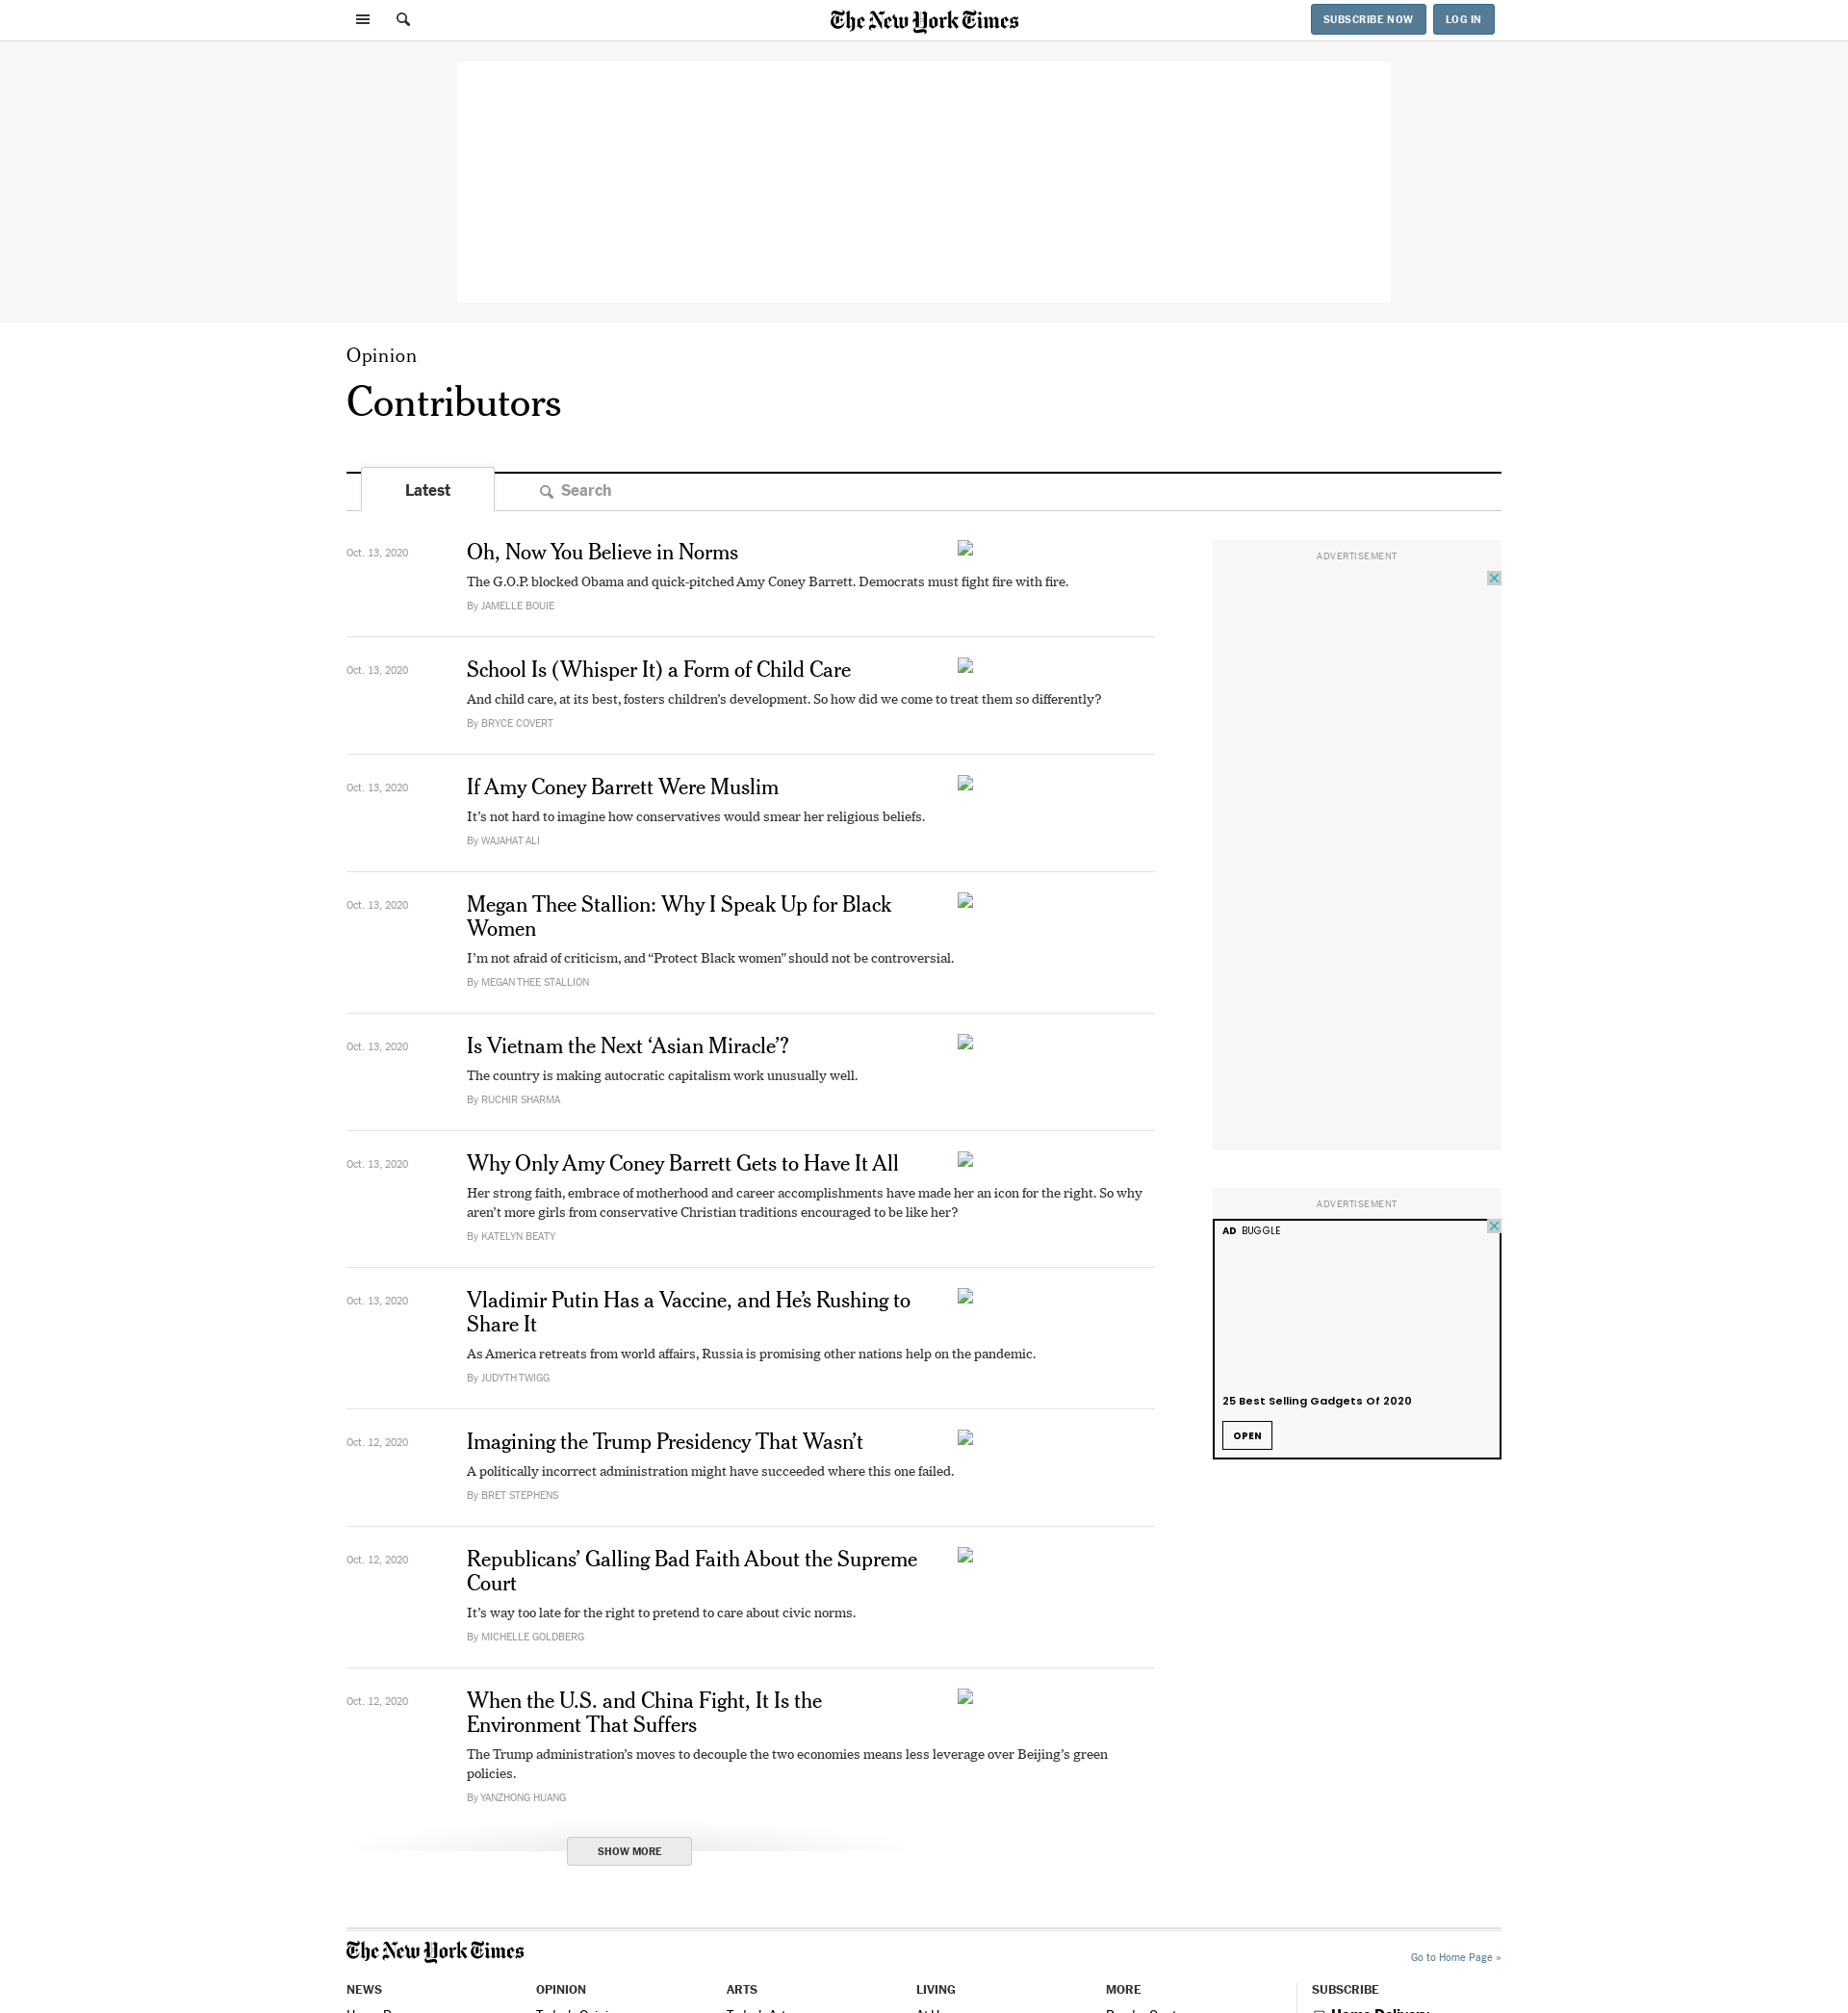 The New York Times
SUBSCRIBE NOW
LOG IN
Opinion
Contributors
Latest
Search
Oct. 13, 2020
Oh, Now You Believe in Norms
The G.O.P. blocked Obama and quick-pitched Amy Coney Barrett. Democrats must fight fire with fire.
By JAMELLE BOUIE
Oct. 13, 2020
School Is (Whisper It) a Form of Child Care
And child care, at its best, fosters children’s development. So how did we come to treat them so differently?
By BRYCE COVERT
Oct. 13, 2020
If Amy Coney Barrett Were Muslim
It’s not hard to imagine how conservatives would smear her religious beliefs.
By WAJAHAT ALI
Oct. 13, 2020
Megan Thee Stallion: Why I Speak Up for Black
Women
I’m not afraid of criticism, and “Protect Black women” should not be controversial.
By MEGAN THEE STALLION
Oct. 13, 2020
Is Vietnam the Next ‘Asian Miracle’?
The country is making autocratic capitalism work unusually well.
By RUCHIR SHARMA
Oct. 13, 2020
Why Only Amy Coney Barrett Gets to Have It All
Her strong faith, embrace of motherhood and career accomplishments have made her an icon for the right. So why
aren’t more girls from conservative Christian traditions encouraged to be like her?
By KATELYN BEATY
Oct. 13, 2020
Vladimir Putin Has a Vaccine, and He’s Rushing to
Share It
As America retreats from world affairs, Russia is promising other nations help on the pandemic.
By JUDYTH TWIGG
Oct. 12, 2020
Imagining the Trump Presidency That Wasn’t
A politically incorrect administration might have succeeded where this one failed.
By BRET STEPHENS
Oct. 12, 2020
Republicans’ Galling Bad Faith About the Supreme
Court
It’s way too late for the right to pretend to care about civic norms.
By MICHELLE GOLDBERG
Oct. 12, 2020
When the U.S. and China Fight, It Is the
Environment That Suffers
The Trump administration’s moves to decouple the two economies means less leverage over Beijing’s green
policies.
By YANZHONG HUANG
SHOW MORE
ADVERTISEMENT
ADVERTISEMENT
AD BUGGLE
25 Best Selling Gadgets Of 2020
OPEN
The New York Times
Go to Home Page »
NEWS
OPINION
ARTS
LIVING
MORE
SUBSCRIBE
Home Delivery